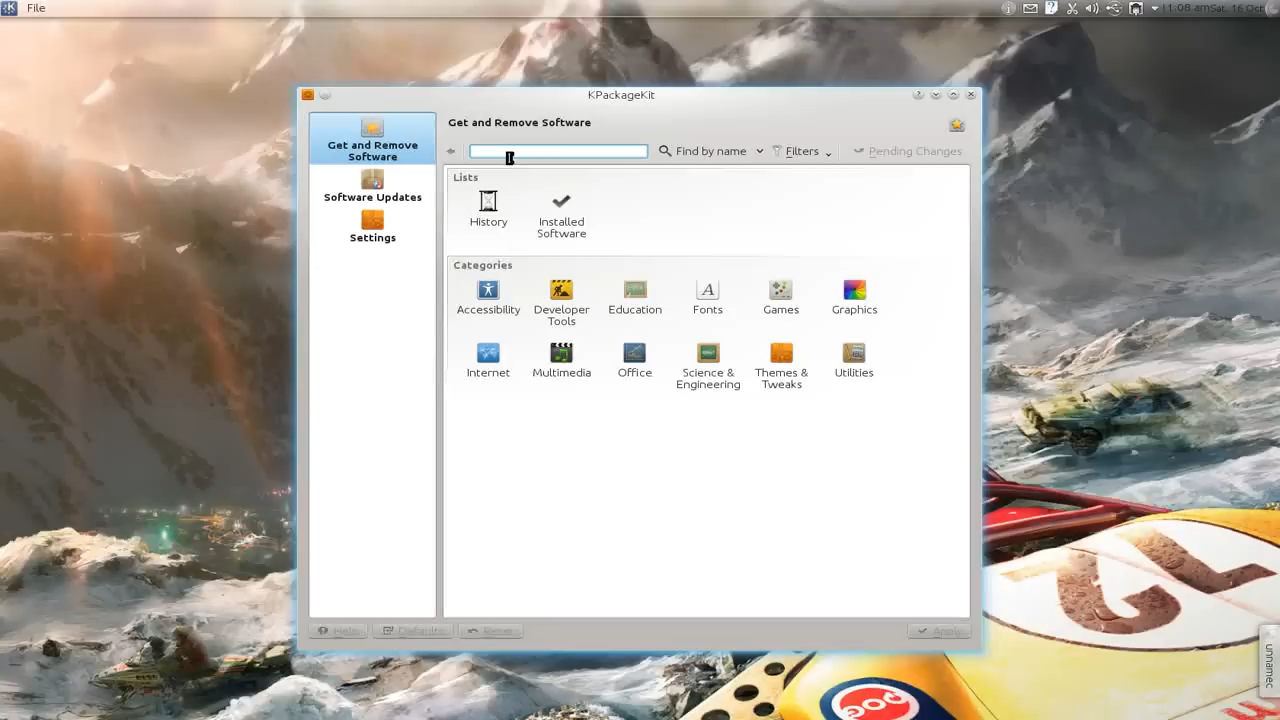 File
11:08 am Sat. 16 Oct
KPackageKit
Get and Remove Software
Get and Remove
Software
Software Updates
Settings
Find by name
Filters
Pending Changes
Lists
History
Installed
Software
Categories
Accessibility
Developer
Tools
Education
Fonts
Games
Graphics
Internet
Multimedia
Office
Science &
Engineering
Themes &
Tweaks
Utilities
Help
Defaults
Reset
Apply
12
unnamed